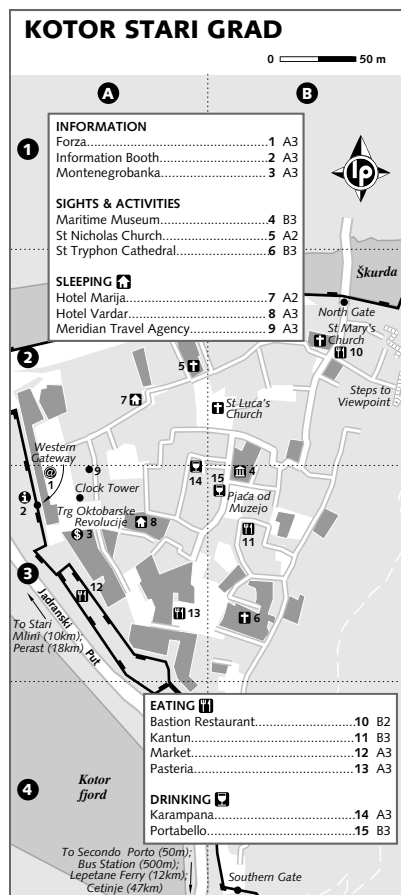 KOTOR STARI GRAD
0 50 m
A B
1
INFORMATION
Forza..........................................1 A3
Information Booth....................2 A3
Montenegrobanka....................3 A3
SIGHTS & ACTIVITIES
Maritime Museum....................4 B3
St Nicholas Church....................5 A2
St Tryphon Cathedral................6 B3
SLEEPING
Hotel Marija..............................7 A2
Hotel Vardar..............................8 A3
Meridian Travel Agency............9 A3
lp
Škurda
North Gate
St Mary's
Church
10
Steps to
Viewpoint
2
5
7
St Luca's
Church
Western
Gateway
@
1
9
Clock Tower
i
2
Trg Oktobarske
Revolucije
$ 3
8
14
15
4
Pjaca od
Muzejo
11
3
12
13
6
Jadranski
Put
To Stari
Mlini (10km);
Perast (18km)
EATING
Bastion Restaurant....................10 B2
Kantun......................................11 B3
Market......................................12 A3
Pasteria.....................................13 A3
DRINKING
Karampana................................14 A3
Portabello..................................15 B3
4
Kotor
fjord
To Secondo Porto (50m);
Bus Station (500m);
Lepetane Ferry (12km);
Cetinje (47km)
Southern Gate